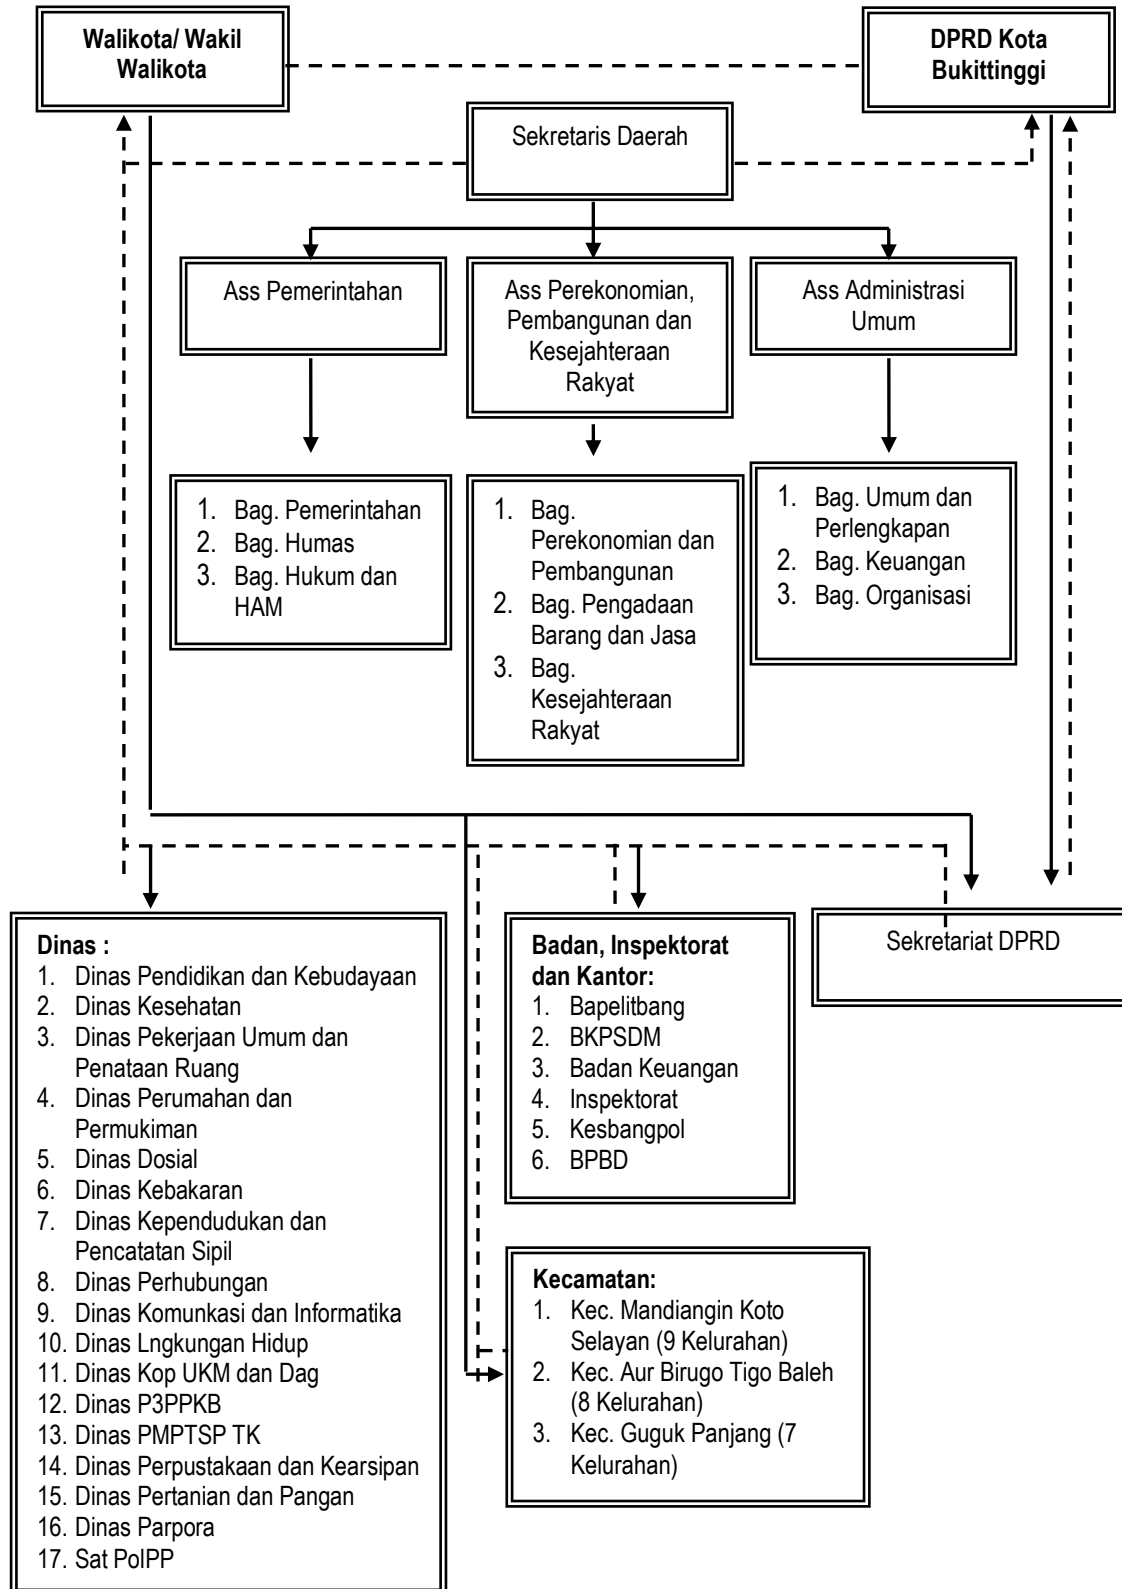 Walikota/ Wakil
Walikota
DPRD Kota
Bukittinggi
Sekretaris Daerah
Ass Pemerintahan
Ass Perekonomian,
Pembangunan dan
Kesejahteraan
Rakyat
Ass Administrasi
Umum
1. Bag. Pemerintahan
2. Bag. Humas
3. Bag. Hukum dan
HAM
1. Bag.
Perekonomian dan
Pembangunan
2. Bag. Pengadaan
Barang dan Jasa
3. Bag.
Kesejahteraan
Rakyat
1. Bag. Umum dan
Perlengkapan
2. Bag. Keuangan
3. Bag. Organisasi
Dinas :
1. Dinas Pendidikan dan Kebudayaan
2. Dinas Kesehatan
3. Dinas Pekerjaan Umum dan
Penataan Ruang
4. Dinas Perumahan dan
Permukiman
5. Dinas Dosial
6. Dinas Kebakaran
7. Dinas Kependudukan dan
Pencatatan Sipil
8. Dinas Perhubungan
9. Dinas Komunkasi dan Informatika
10. Dinas Lngkungan Hidup
11. Dinas Kop UKM dan Dag
12. Dinas P3PPKB
13. Dinas PMPTSP TK
14. Dinas Perpustakaan dan Kearsipan
15. Dinas Pertanian dan Pangan
16. Dinas Parpora
17. Sat PolPP
Badan, Inspektorat
dan Kantor:
1. Bapelitbang
2. BKPSDM
3. Badan Keuangan
4. Inspektorat
5. Kesbangpol
6. BPBD
Sekretariat DPRD
Kecamatan:
1. Kec. Mandiangin Koto
Selayan (9 Kelurahan)
2. Kec. Aur Birugo Tigo Baleh
(8 Kelurahan)
3. Kec. Guguk Panjang (7
Kelurahan)